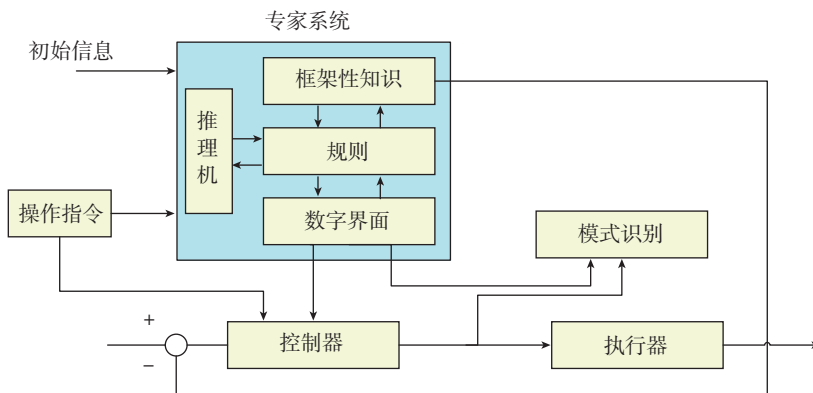 专家系统
初始信息
框架性知识
推理机
规则
操作指令
数字界面
模式识别
+
控制器
执行器
−